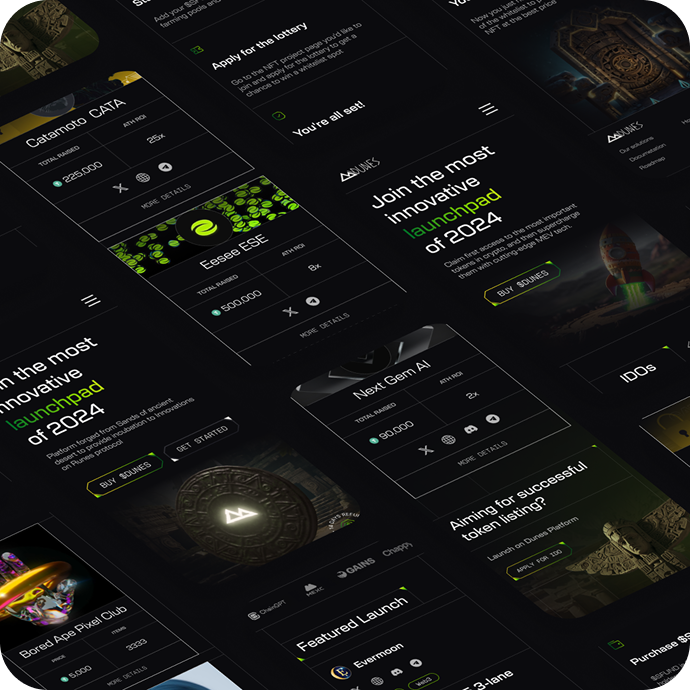 Add your $S
farming pools and
Apply for the lottery
Go to the NFT project page you'd like to
join and apply for the lottery to get a
chance to win a whitelist spot
You're all set!
Now you just
of the whitelist to
NFT at the best price
DUNES
Our solutions
Documetation
Roadmap
Catamoto CATA
TOTAL RAISED
ATH ROI
225,000
25x
MORE DETAILS
Eesee ESE
TOTAL RAISED
ATH ROI
500,000
8x
MORE DETAILS
DUNES
Join the most
innovative
launchpad
of 2024
Claim first access to the most important
tokens in crypto, and then supercharge
them with cutting-edge MEV tech.
BUY $DUNES
IDOs
in the most
innovative
launchpad
of 2024
Platform forged from Sands of ancient
desert to provide incubation to innovations
on Runes protocol
BUY $DUNES
GET STARTED
Next Gem AI
TOTAL RAISED
ATH ROI
90,000
2x
MORE DETAILS
Aiming for successful
token listing?
Launch on Dunes Platform
APPLY FOR IDO
Bored Ape Pixel Club
PRICE
ITEMS
5,000
3333
MORE DETAILS
ChainGPT
MEXC
GAINS
Chapp
Featured Launch
Evermoon
Web3
E 3-lane
Purchase $S